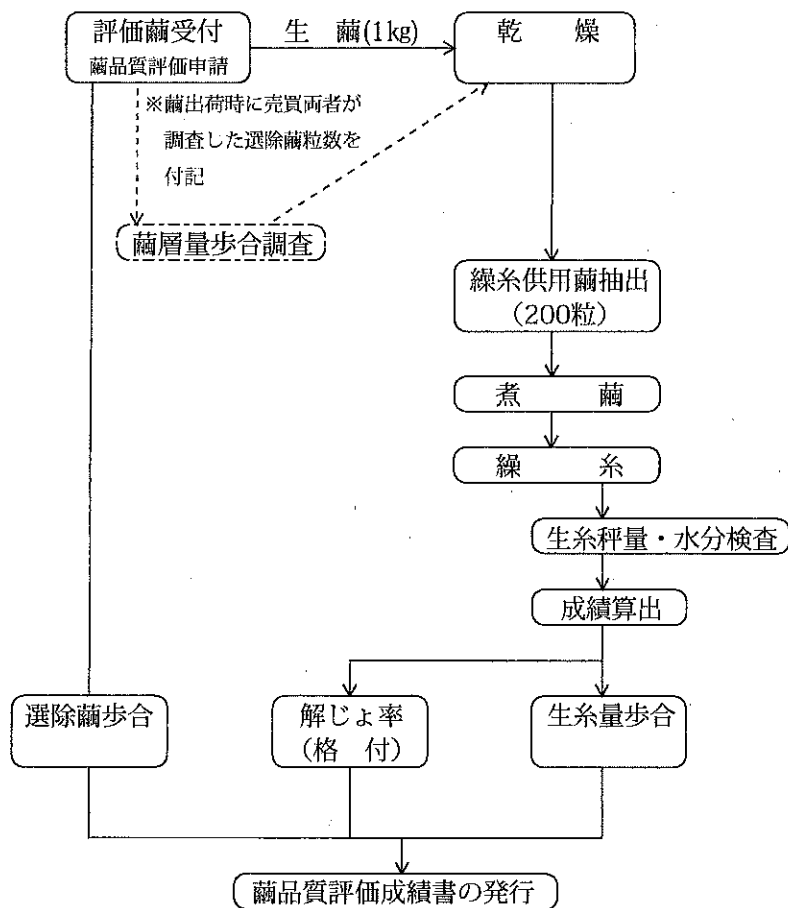 評価繭受付
繭品質評価申請
生 繭(1kg)
乾 燥
※繭出荷時に売買両者が
調査した選除繭粒数を
付記
繭層量歩合調査
繰糸供用繭抽出
(200粒)
煮 繭
繰 糸
生糸秤量・水分検査
成績算出
選除繭歩合
解じょ率
(格 付)
生糸量歩合
繭品質評価成績書の発行